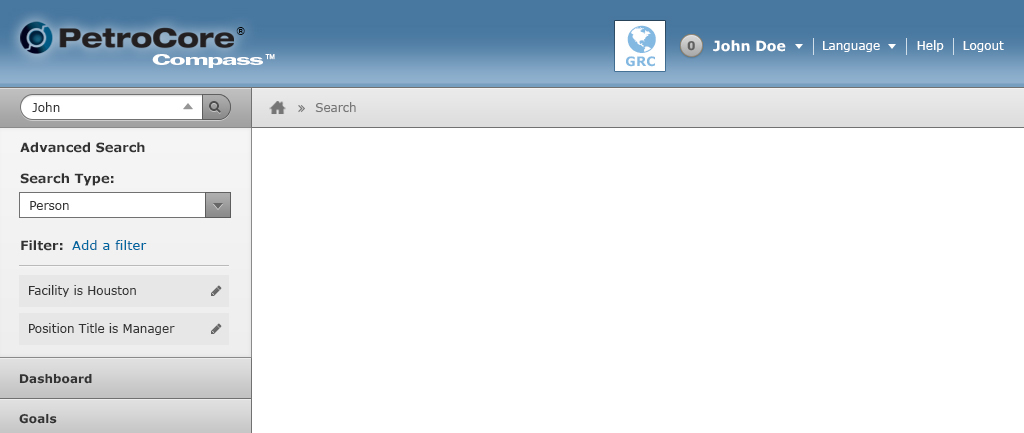 PetroCore®
Compass™
GRC
0 John Doe Language Help Logout
John
» Search
Advanced Search
Search Type:
Person
Filter: Add a filter
Facility is Houston
Position Title is Manager
Dashboard
Goals